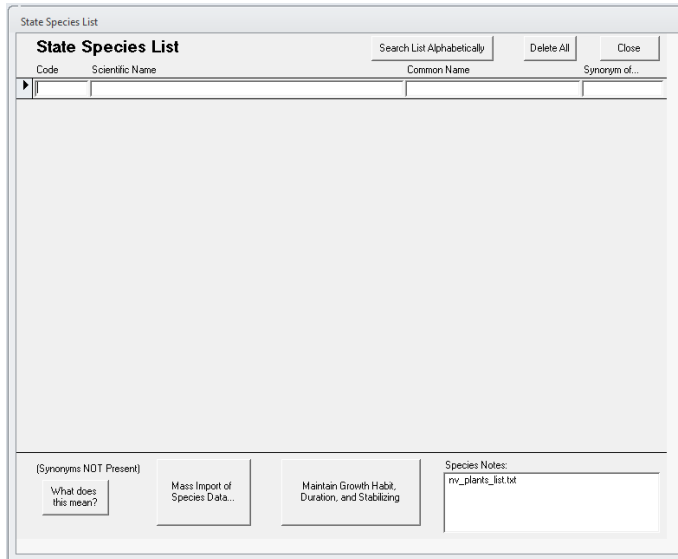 State Species List
State Species List
Search List Alphabetically
Delete All
Close
Code
Scientific Name
Common Name
Synonym of...
(Synonyms NOT Present)
What does
this mean?
Mass Import of
Species Data...
Maintain Growth Habit,
Duration, and Stabilizing
Species Notes:
nv_plants_list.txt